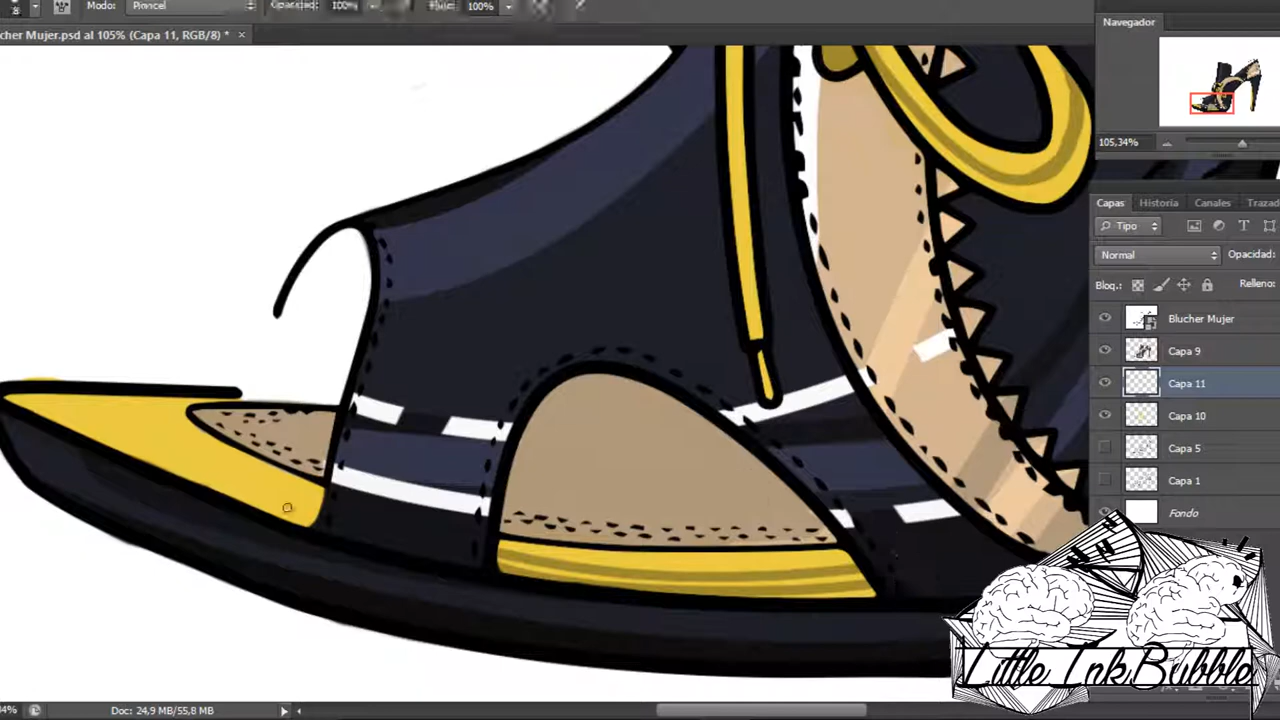 Modo: Pincel Opacidad: 100% Flujo: 100%
cher Mujer.psd al 105% (Capa 11, RGB/8) * ×
Navegador
105,34%
Capas Historia Canales Trazad
Tipo
Normal Opacidad:
Bloq.: Relleno:
Blucher Mujer
Capa 9
Capa 11
Capa 10
Capa 5
Capa 1
Fondo
Little InkBubble
34% Doc: 24,9 MB/55,8 MB